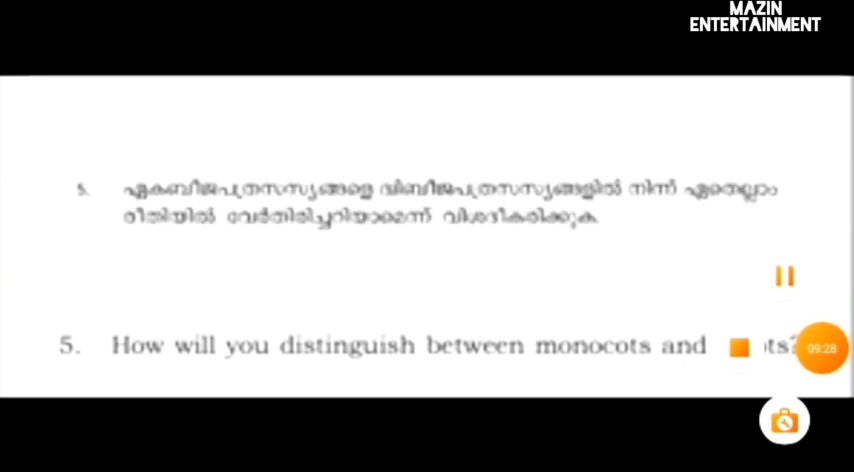 MAZIN
ENTERTAINMENT
5. ഏകബീജപത്രസസ്യങ്ങളെ ദ്വിബീജപത്രസസ്യങ്ങളിൽ നിന്ന് ഏതെല്ലാം
രീതിയിൽ വേർതിരിച്ചറിയാമെന്ന് വിശദീകരിക്കുക
5. How will you distinguish between monocots and ts?
09:28